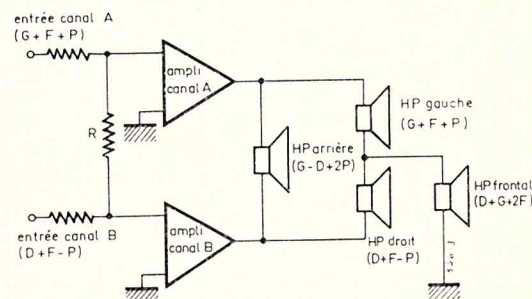 entrée canal A
(G+F+P)
ampli
canal A
HP gauche
(G+F+P)
R
HP arrière
(G-D+2P)
HP frontal
(D+G+2F)
entrée canal B
(D+F-P)
ampli
canal B
HP droit
(D+F-P)